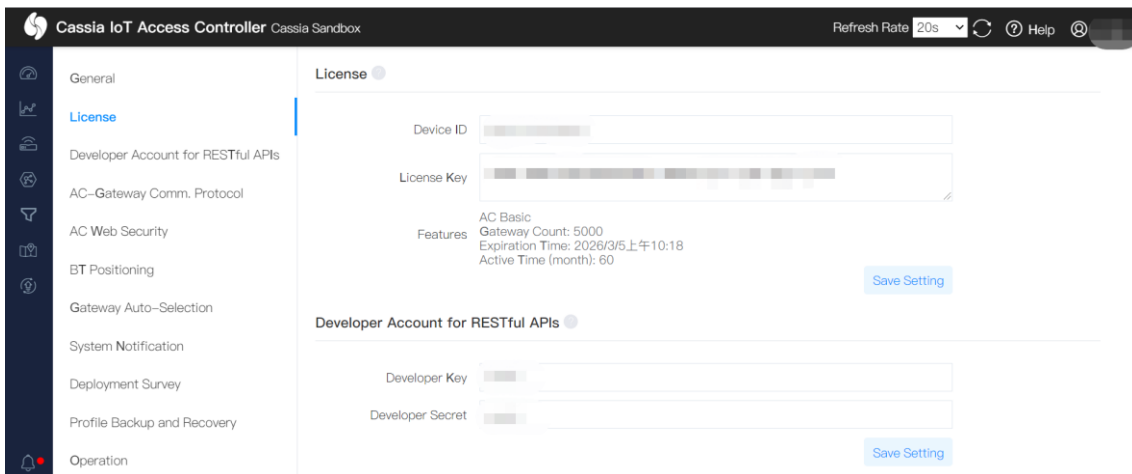 Cassia IoT Access Controller Cassia Sandbox
Refresh Rate 20s Help
General
License
Developer Account for RESTful APIs
AC-Gateway Comm. Protocol
AC Web Security
BT Positioning
Gateway Auto-Selection
System Notification
Deployment Survey
Profile Backup and Recovery
Operation
License
Device ID
License Key
Features
AC Basic
Gateway Count: 5000
Expiration Time: 2026/3/5上午10:18
Active Time (month): 60
Save Setting
Developer Account for RESTful APIs
Developer Key
Developer Secret
Save Setting